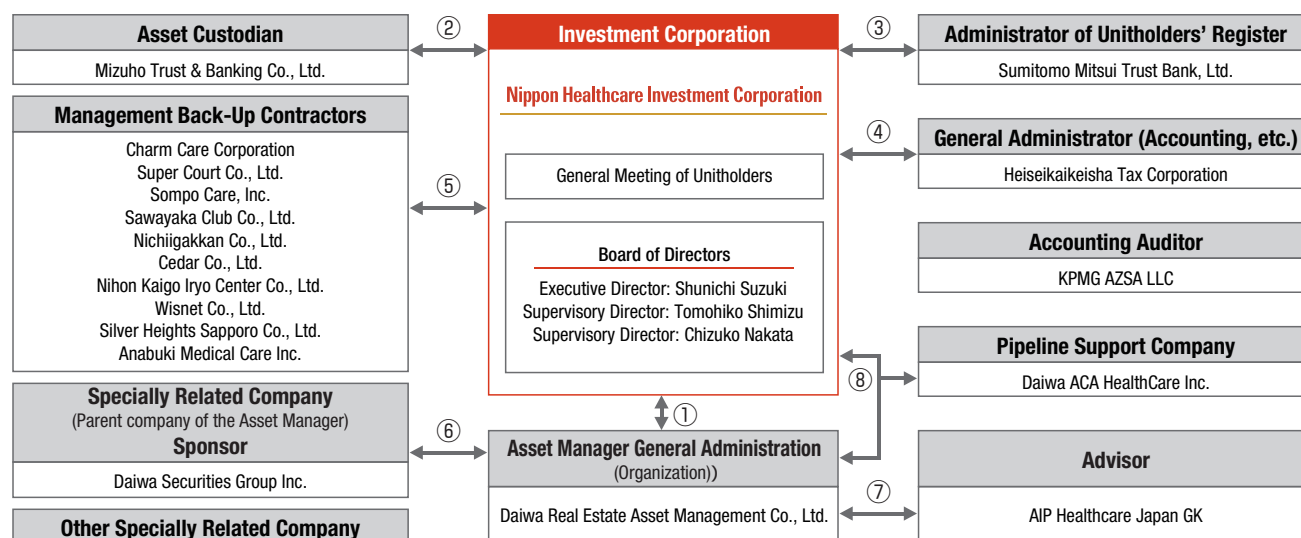 Asset Custodian
Mizuho Trust & Banking Co., Ltd.
②
Management Back-Up Contractors
Charm Care Corporation
Super Court Co., Ltd.
Sompo Care, Inc.
Sawayaka Club Co., Ltd.
Nichiigakkan Co., Ltd.
Cedar Co., Ltd.
Nihon Kaigo Iryo Center Co., Ltd.
Wisnet Co., Ltd.
Silver Heights Sapporo Co., Ltd.
Anabuki Medical Care Inc.
⑤
Specially Related Company
(Parent company of the Asset Manager)
Sponsor
Daiwa Securities Group Inc.
⑥
Other Specially Related Company
Investment Corporation
Nippon Healthcare Investment Corporation
General Meeting of Unitholders
Board of Directors
Executive Director: Shunichi Suzuki
Supervisory Director: Tomohiko Shimizu
Supervisory Director: Chizuko Nakata
①
Asset Manager General Administration
(Organization))
Daiwa Real Estate Asset Management Co., Ltd.
③
Administrator of Unitholders' Register
Sumitomo Mitsui Trust Bank, Ltd.
④
General Administrator (Accounting, etc.)
Heiseikaikeisha Tax Corporation
Accounting Auditor
KPMG AZSA LLC
⑧
Pipeline Support Company
Daiwa ACA HealthCare Inc.
⑦
Advisor
AIP Healthcare Japan GK